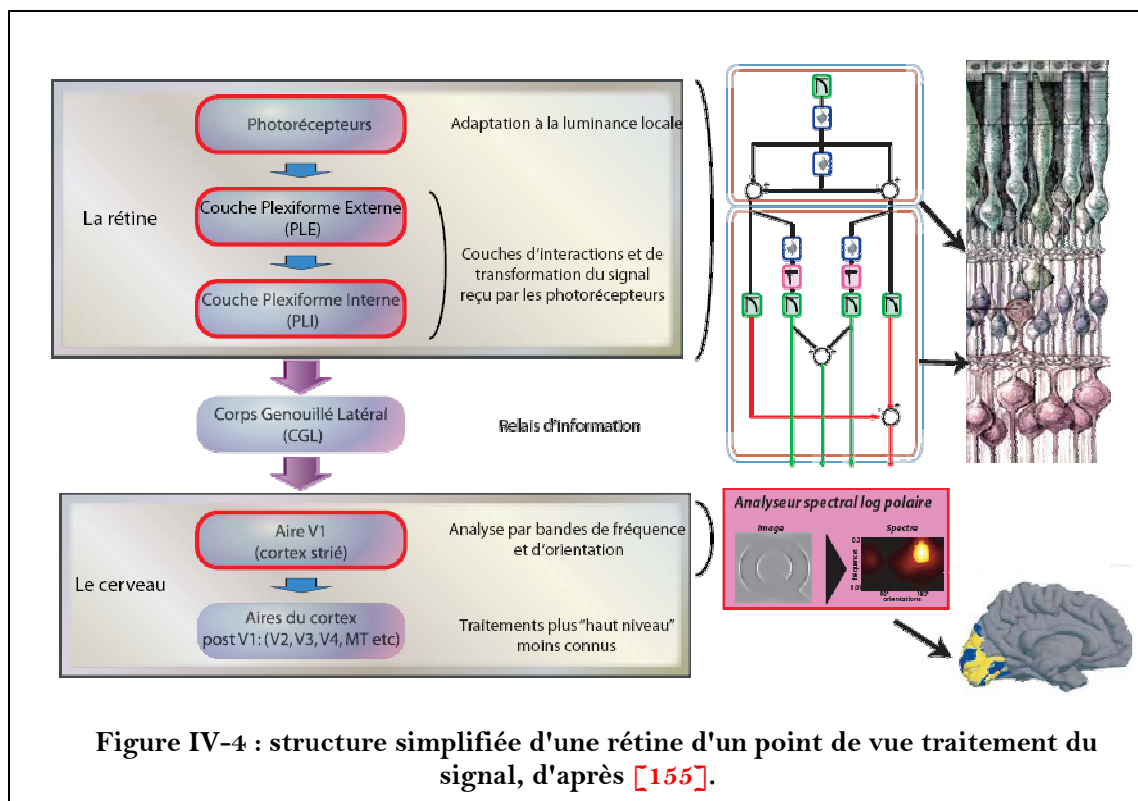 Photorécepteurs
Adaptation à la luminance locale
La rétine
Couche Plexiforme Externe
(PLE)
Couches d'interactions et de
transformation du signal
reçu par les photorécepteurs
Couche Plexiforme Interne
(PLI)
Corps Genouillé Latéral
(CGL)
Relais d'information
Le cerveau
Aire V1
(cortex strié)
Analyse par bandes de fréquence
et d'orientation
Aires du cortex
post V1: (V2, V3, V4, MT etc)
Traitements plus "haut niveau"
moins connus
Analyseur spectral log polaire
Image
Spectre
fréquences
orientations
Figure IV-4 : structure simplifiée d'une rétine d'un point de vue traitement du
signal, d'après [155].